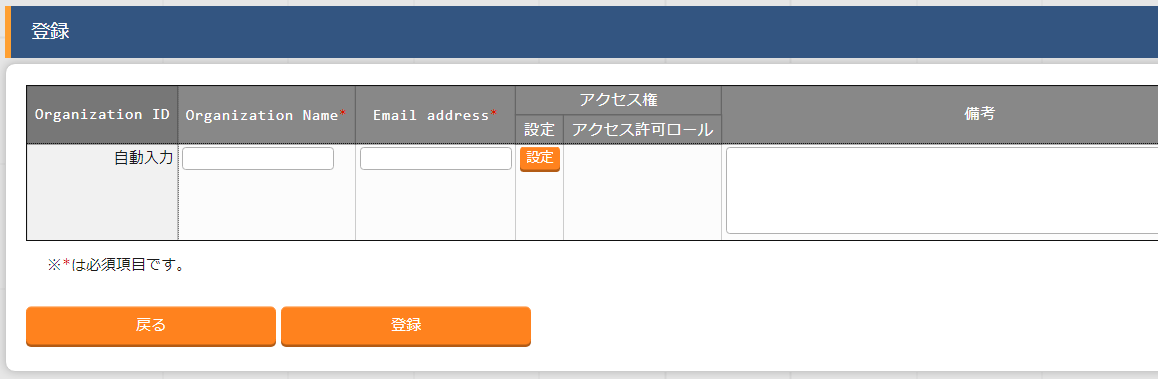 登録
アクセス権
Organization ID Organization Name* Email address* 備考
設定 アクセス許可ロール
自動入力 設定
※*は必須項目です。
戻る 登録